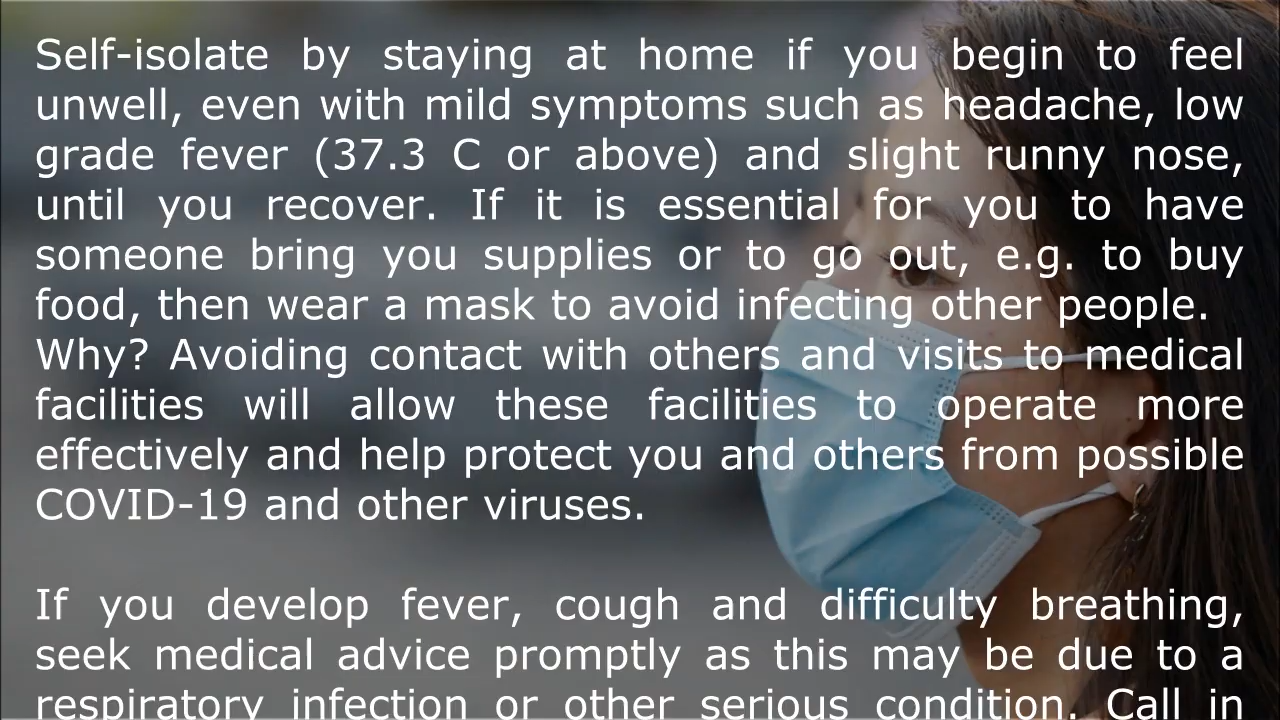 Self-isolate by staying at home if you begin to feel
unwell, even with mild symptoms such as headache, low
grade fever (37.3 C or above) and slight runny nose,
until you recover. If it is essential for you to have
someone bring you supplies or to go out, e.g. to buy
food, then wear a mask to avoid infecting other people.
Why? Avoiding contact with others and visits to medical
facilities will allow these facilities to operate more
effectively and help protect you and others from possible
COVID-19 and other viruses.
If you develop fever, cough and difficulty breathing,
seek medical advice promptly as this may be due to a
respiratory infection or other serious condition. Call in